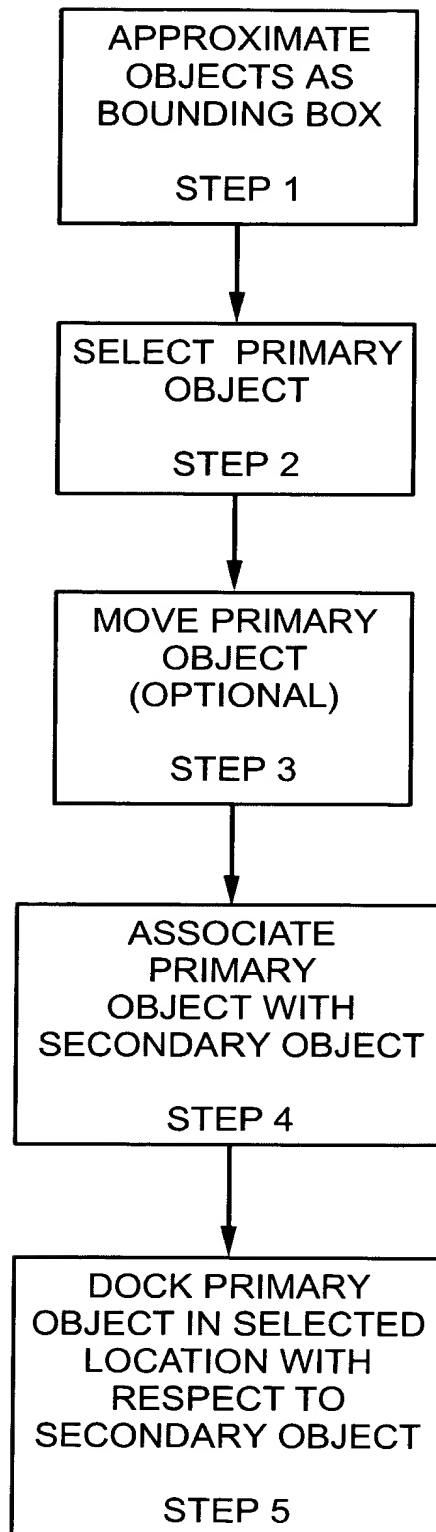 APPROXIMATE
OBJECTS AS
BOUNDING BOX
STEP 1
SELECT PRIMARY
OBJECT
STEP 2
MOVE PRIMARY
OBJECT
(OPTIONAL)
STEP 3
ASSOCIATE
PRIMARY
OBJECT WITH
SECONDARY OBJECT
STEP 4
DOCK PRIMARY
OBJECT IN SELECTED
LOCATION WITH
RESPECT TO
SECONDARY OBJECT
STEP 5